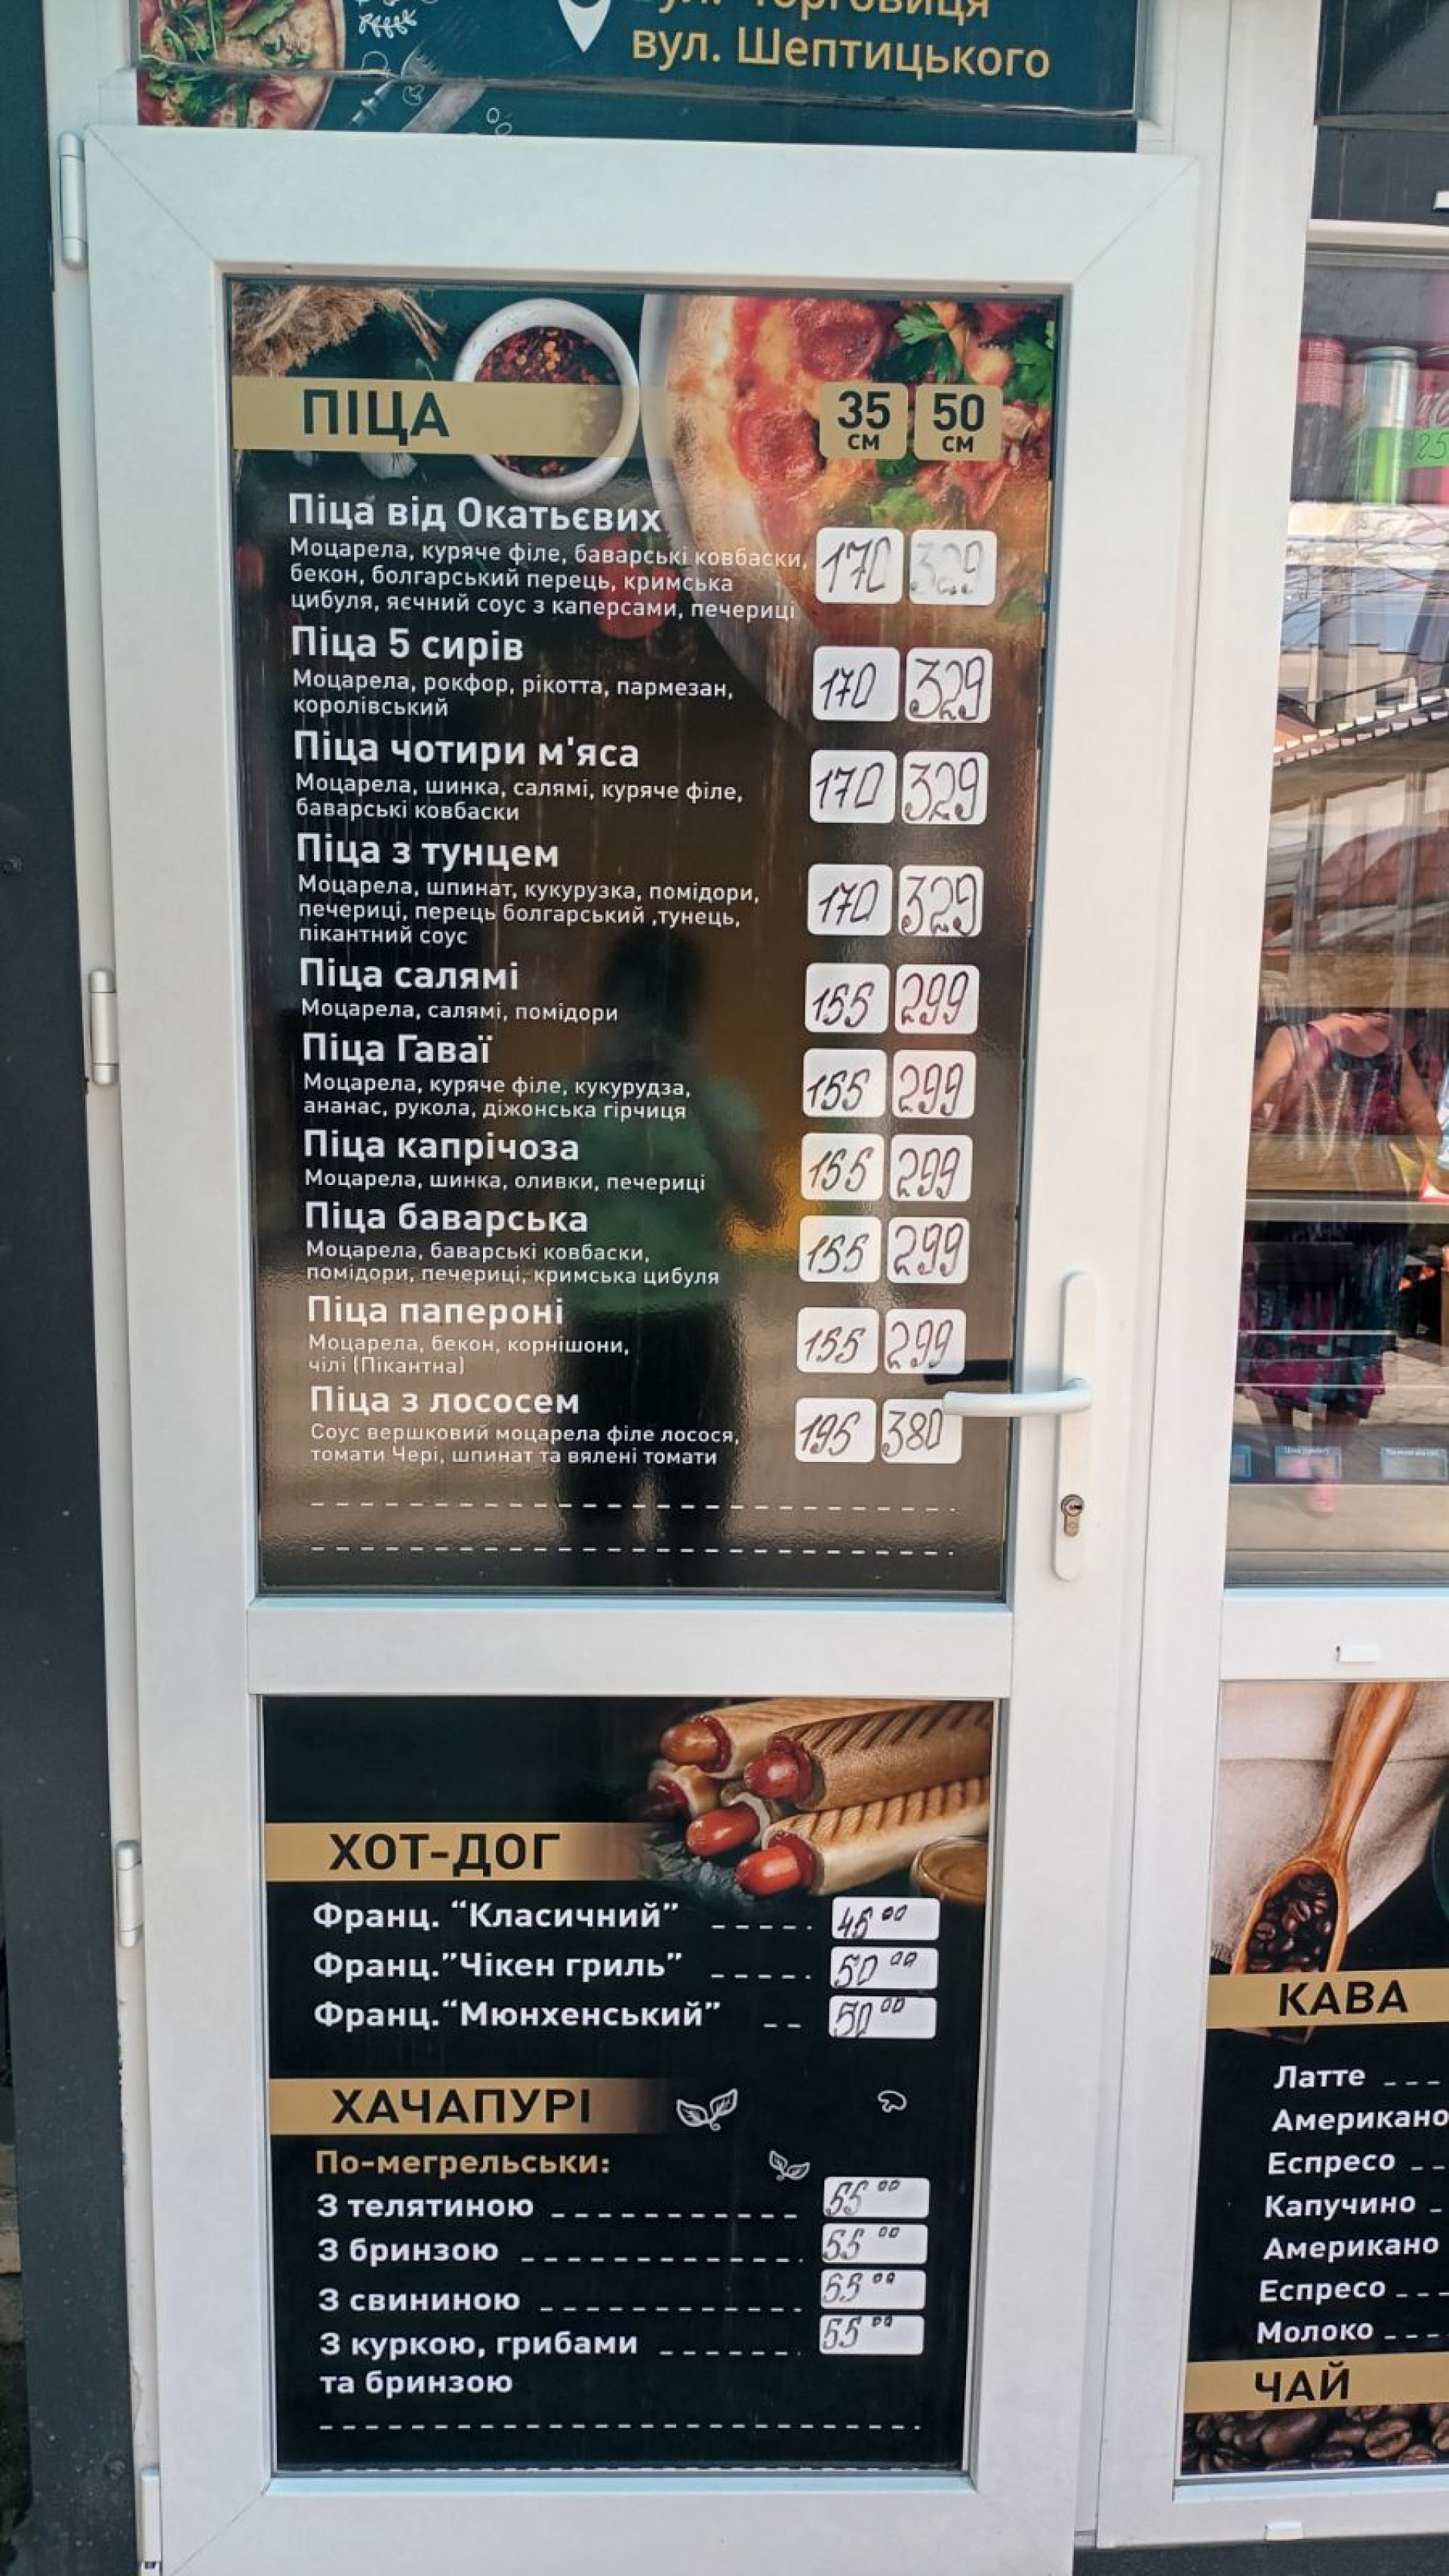 вул. Торговиця
вул. Шептицького
ПІЦА
35 СМ 50 СМ
Піца від Окатьєвих
Моцарела, куряче філе, баварські ковбаски, 170 329
бекон, болгарський перець, кримська
цибуля, яєчний соус з каперсами, печериці
Піца 5 сирів
Моцарела, рокфор, рікотта, пармезан, 170 329
королівський
Піца чотири м'яса
Моцарела, шинка, салямі, куряче філе, 170 329
баварські ковбаски
Піца з тунцем
Моцарела, шпинат, кукурузка, помідори, 170 329
печериці, перець болгарський ,тунець,
пікантний соус
Піца салямі 155 299
Моцарела, салямі, помідори
Піца Гаваї
Моцарела, куряче філе, кукурудза, 155 299
ананас, рукола, діжонська гірчиця
Піца капрічоза 155 299
Моцарела, шинка, оливки, печериці
Піца баварська
Моцарела, баварські ковбаски, 155 299
помідори, печериці, кримська цибуля
Піца папероні
Моцарела, бекон, корнішони, 155 299
чілі (Пікантна)
Піца з лососем
Соус вершковий моцарела філе лосося, 195 380
томати Чері, шпинат та вялені томати
ХОТ-ДОГ
Франц. “Класичний” 45 00
Франц.”Чікен гриль” 50 00
Франц.“Мюнхенський” 50 00
ХАЧАПУРІ
По-мегрельськи:
З телятиною 55 00
З бринзою 55 00
З свининою 55 00
З куркою, грибами 55 00
та бринзою
КАВА
Латте
Американо
Еспресо
Капучино
Американо
Еспресо
Молоко
ЧАЙ